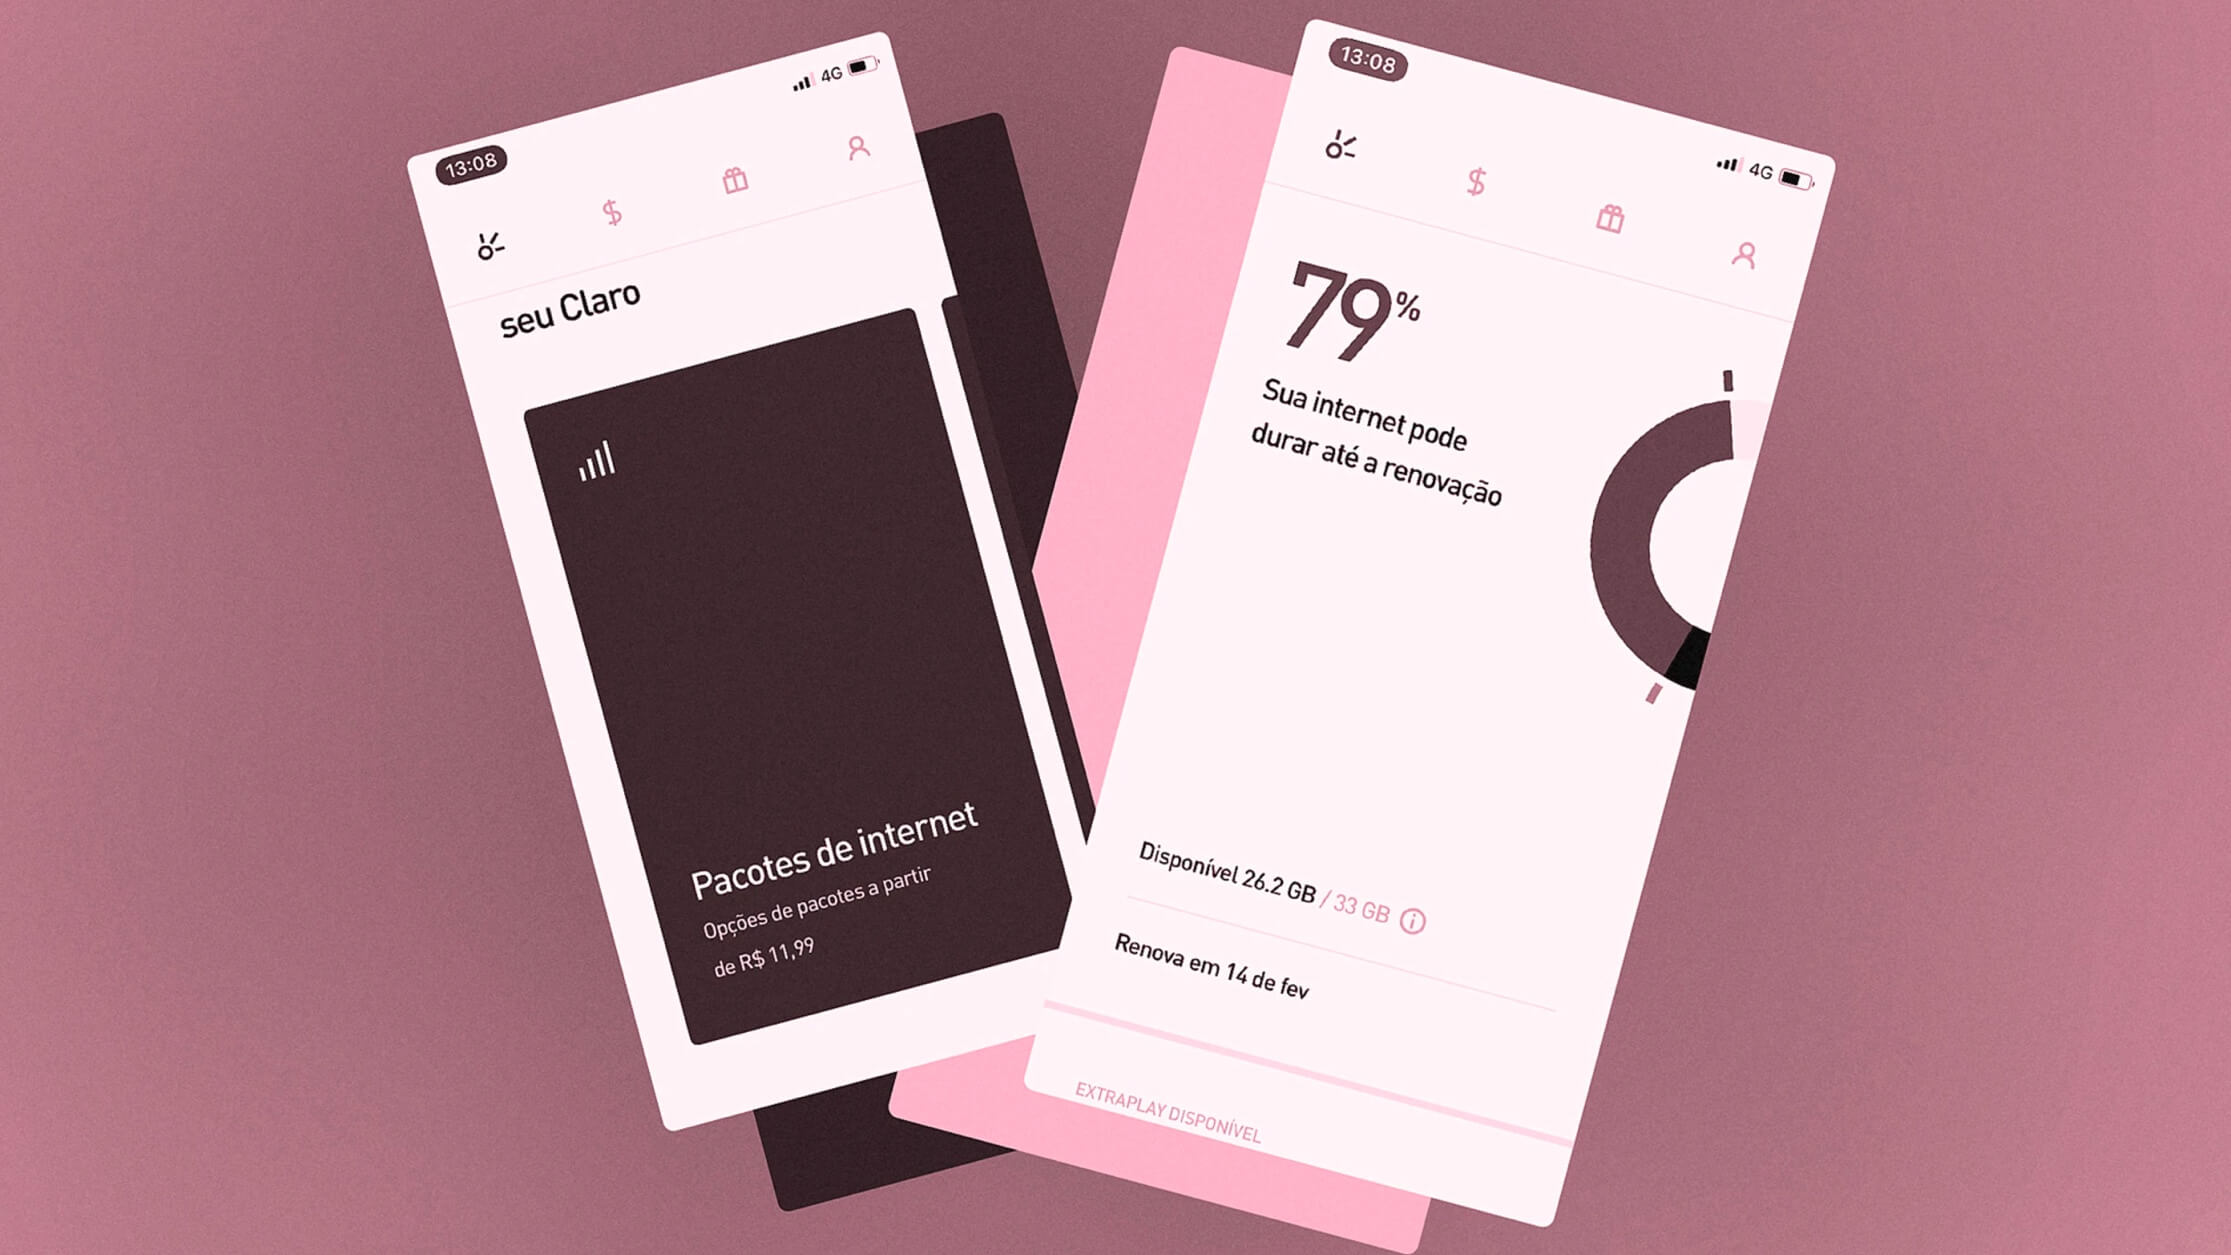 13:08
4G
seu Claro
Pacotes de internet
Opções de pacotes a partir
de R$ 11,99
13:08
4G
79%
Sua internet pode
durar até a renovação
Disponível 26.2 GB / 33 GB
Renova em 14 de fev
EXTRAPLAY DISPONÍVEL